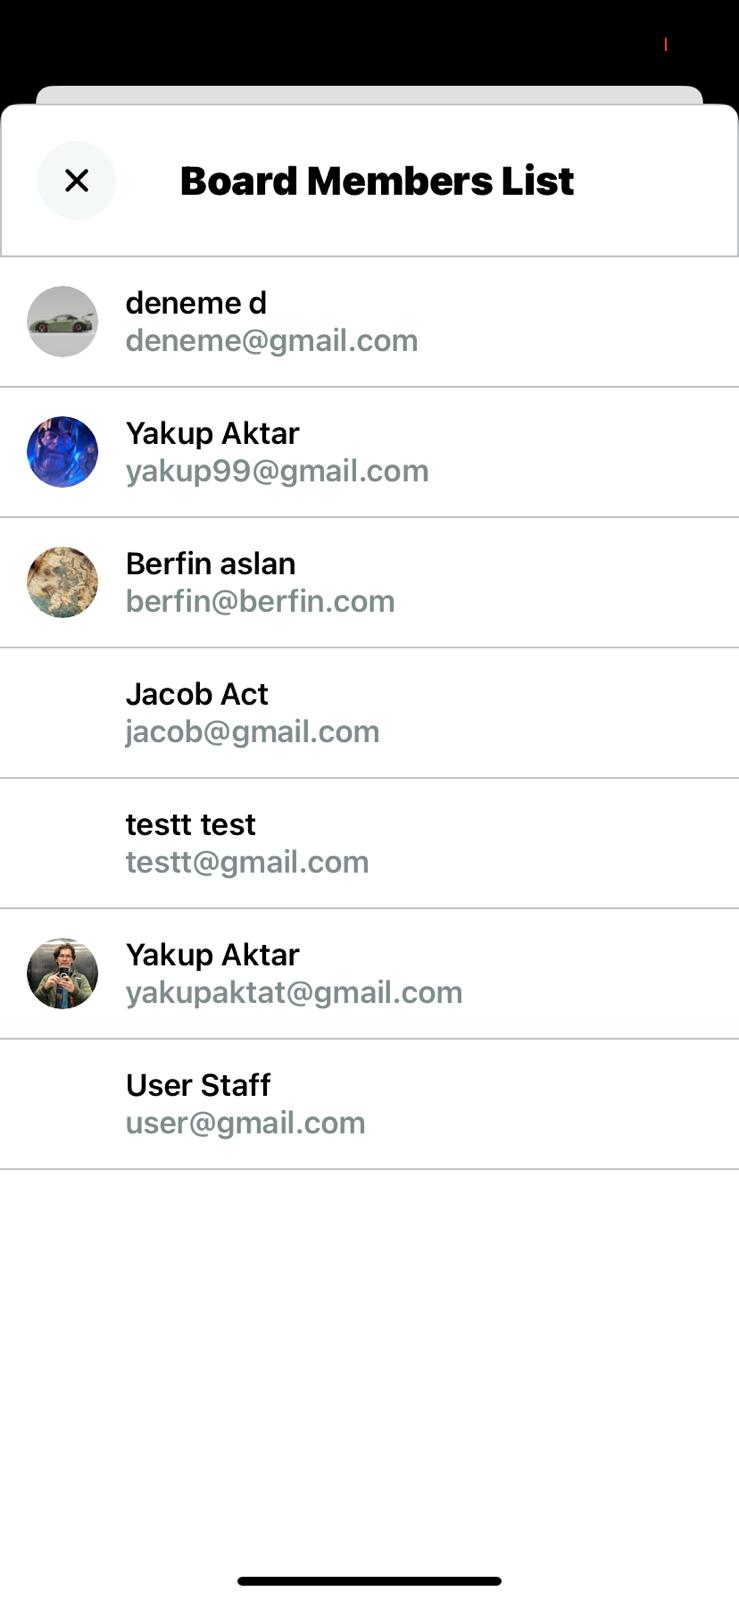 Board Members List
deneme d
deneme@gmail.com
Yakup Aktar
yakup99@gmail.com
Berfin aslan
berfin@berfin.com
Jacob Act
jacob@gmail.com
testt test
testt@gmail.com
Yakup Aktar
yakupaktat@gmail.com
User Staff
user@gmail.com